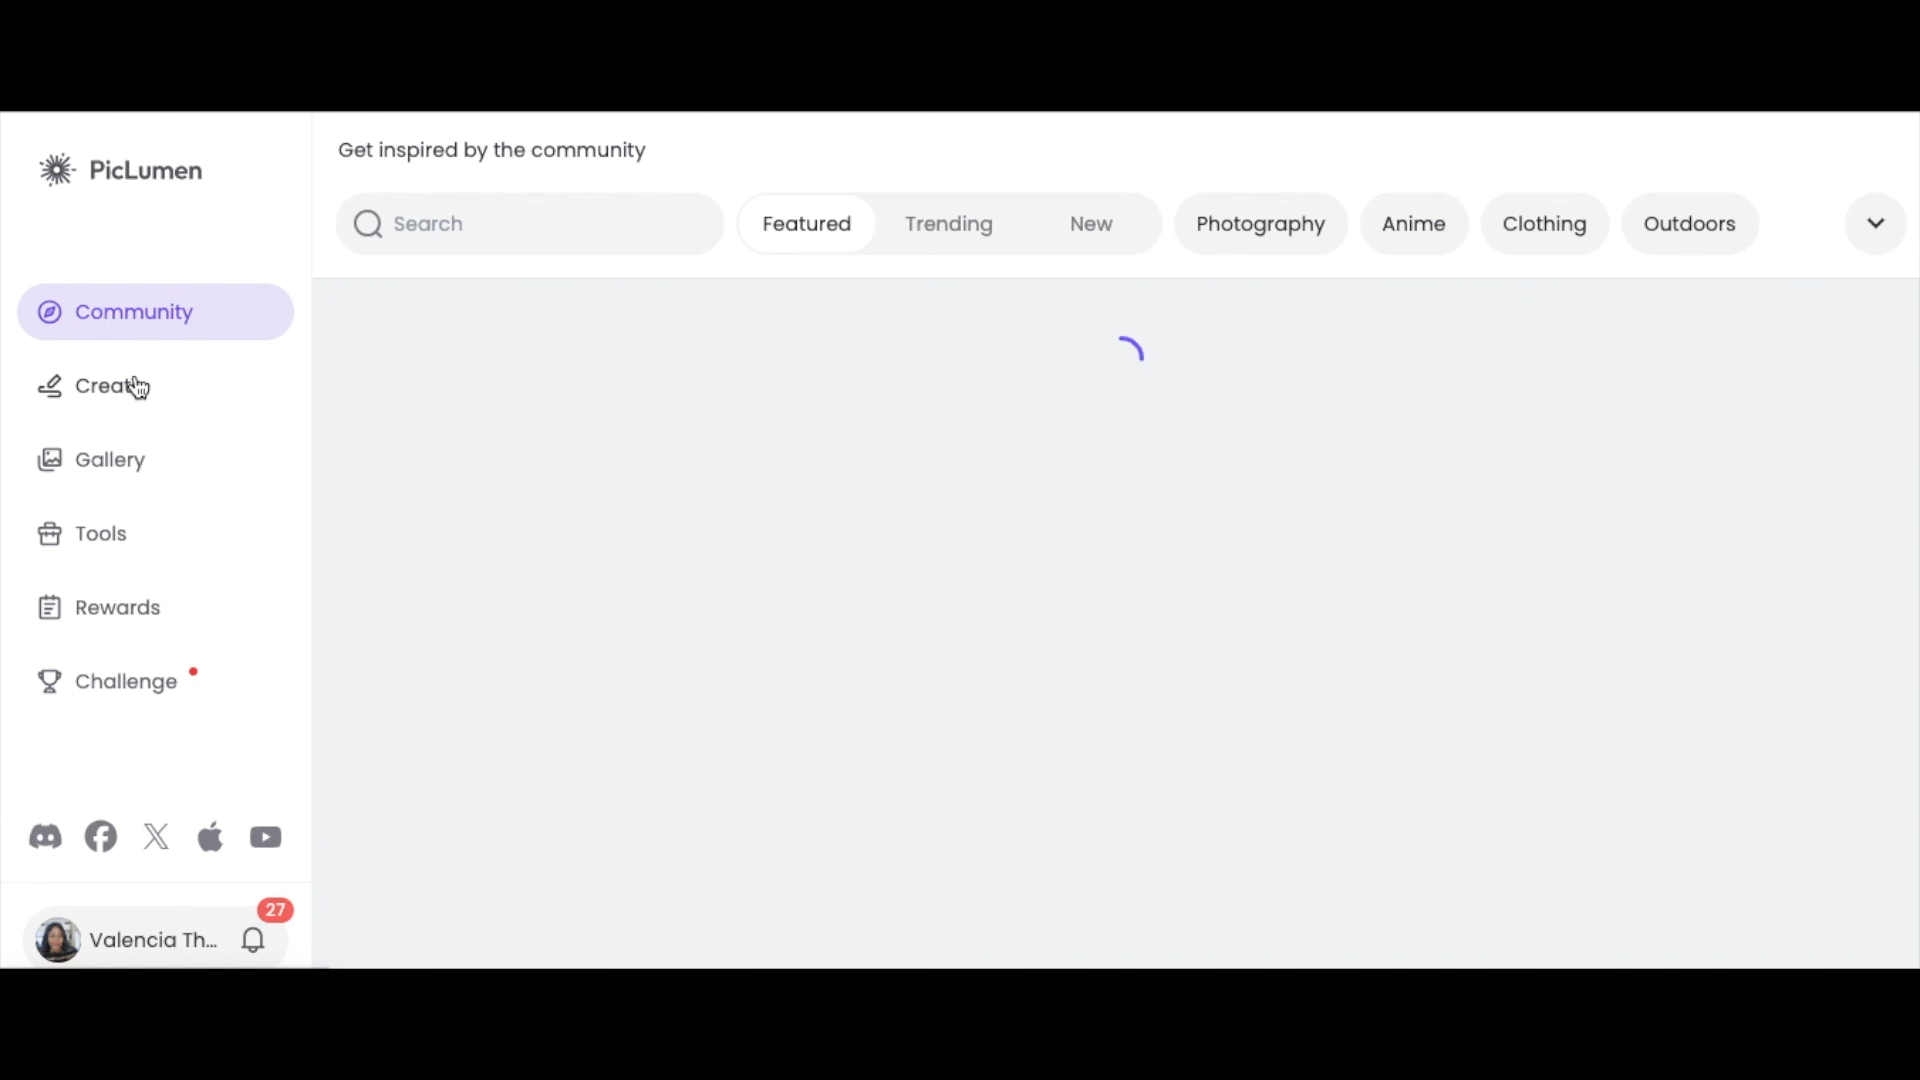 PicLumen
Get inspired by the community
Search
Featured
Trending
New
Photography
Anime
Clothing
Outdoors
Community
Gallery
Tools
Rewards
Challenge
27
Valencia Th...